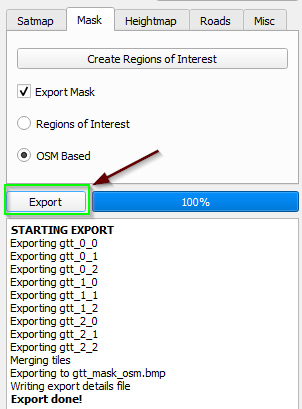 Satmap Mask Heightmap Roads Misc
Create Regions of Interest
Export Mask
Regions of Interest
OSM Based
Export 100%
STARTING EXPORT
Exporting gtt_0_0
Exporting gtt_0_1
Exporting gtt_0_2
Exporting gtt_1_0
Exporting gtt_1_1
Exporting gtt_1_2
Exporting gtt_2_0
Exporting gtt_2_1
Exporting gtt_2_2
Merging tiles
Exporting to gtt_mask_osm.bmp
Writing export details file
Export done!